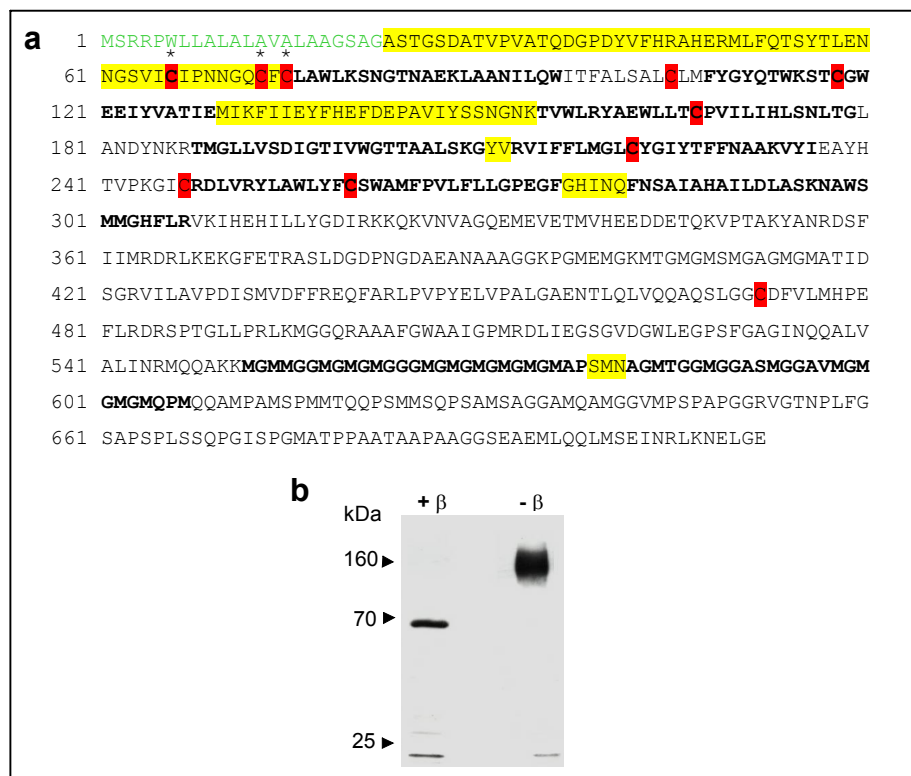 a
1 MSRRPWLLALALAVALAAGSAGASTGSDATVPVATQDGPDYVFHRAHERMLFQTSYTLEN
* * *
61 NGSVICIPNNGQCFCLAWLKSNGTNAEKLAANILQWITFALSALCLMFYGYQTWKSTCGW
121 EEIYVATIEMIKFIIEYFHEFDEPAVIYSSNGNKTVWLRYAEWLLTCPVILIHLSNLTGL
181 ANDYNKRTMGLLVSDIGTIVWGTTAALSKGYVRVIFFLMGLCYGIYTFFNAAKVYIEAYH
241 TVPKGICRDLVRYLAWLYFCSWAMFPVLFLLGPEGFGHINQFNSAIAHAILDLASKNAWS
301 MMGHFLRVKIHEHILLYGDIRKKQKVNVAGQEMEVETMVHEEDDETQKVPTAKYANRDSF
361 IIMRDRLKEKGFETRASLDGDPNGDAEANAAAGGKPGMEMGKMTGMGMSMGAGMGMATID
421 SGRVILAVPDISMVDFFREQFARLPVPYELVPALGAENTLQLVQQAQSLGGCDFVLMHPE
481 FLRDRSPTGLLPRLKMGGQRAAAFGWAAIGPMRDLIEGSGVDGWLEGPSFGAGINQQALV
541 ALINRMQQAKKMGMMGGMGMGMGGGMGMGMGMGMGMAPSMNAGMTGGMGGASMGGAVMGM
601 GMGMQPMQQAMPAMSPMMTQQPSMMSQPSAMSAGGAMQAMGGVMPSPAPGGRVGTNPLFG
661 SAPSPLSSQPGISPGMATPPAATAAPAAGGSEAEMLQQLMSEINRLKNELGE
b
+ β - β
kDa
160
70
25